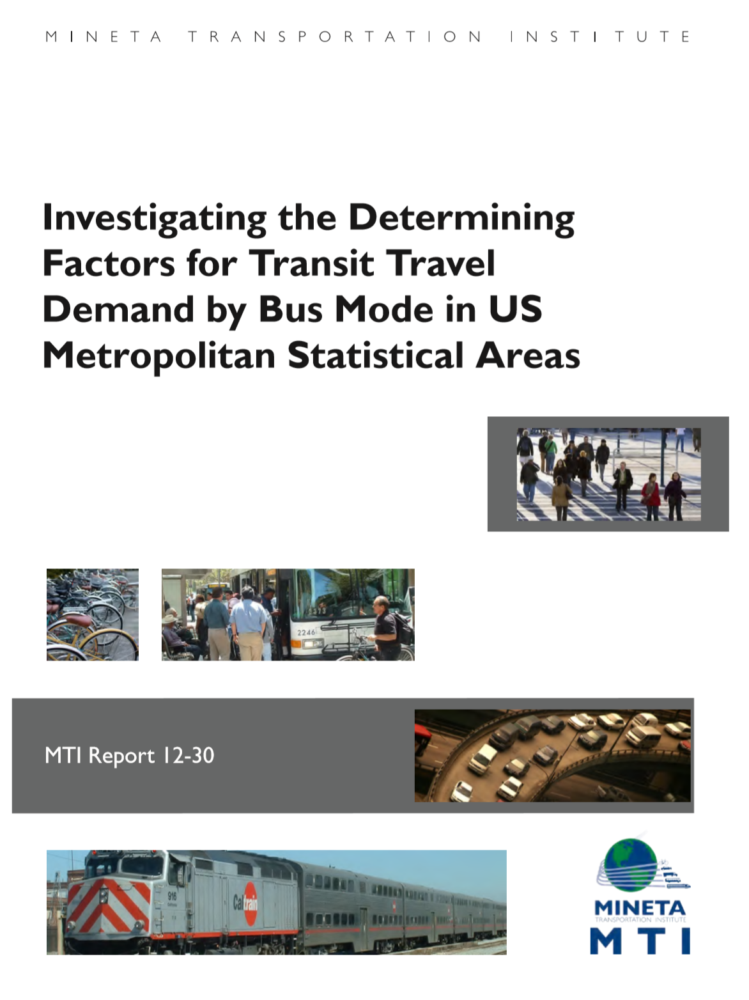 MINETA TRANSPORTATION INSTITUTE
Investigating the Determining
Factors for Transit Travel
Demand by Bus Mode in US
Metropolitan Statistical Areas
2246
MTI Report 12-30
916
Caltrain
MINETA
TRANSPORTATION INSTITUTE
MTI